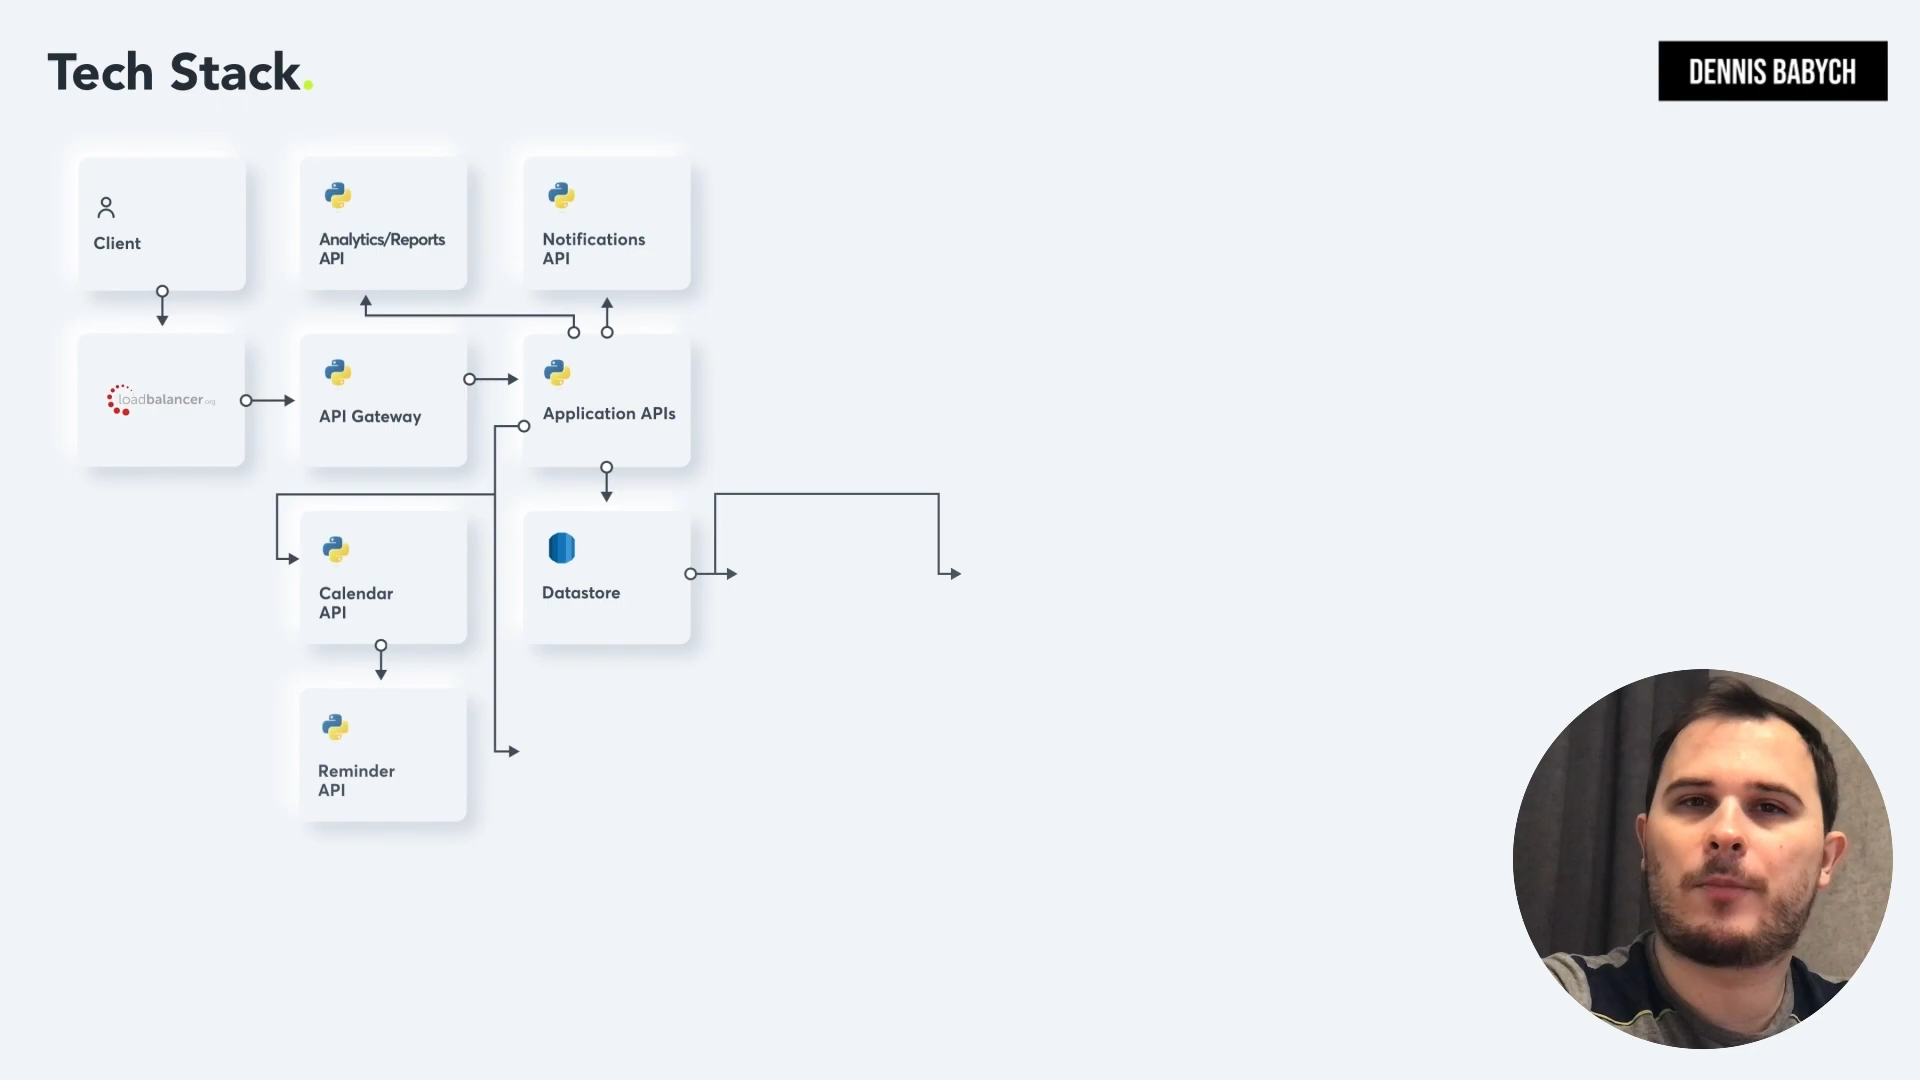 Tech Stack.
DENNIS BABYCH
Client
Analytics/Reports
API
Notifications
API
loadbalancer.org
API Gateway
Application APIs
Calendar
API
Datastore
Reminder
API